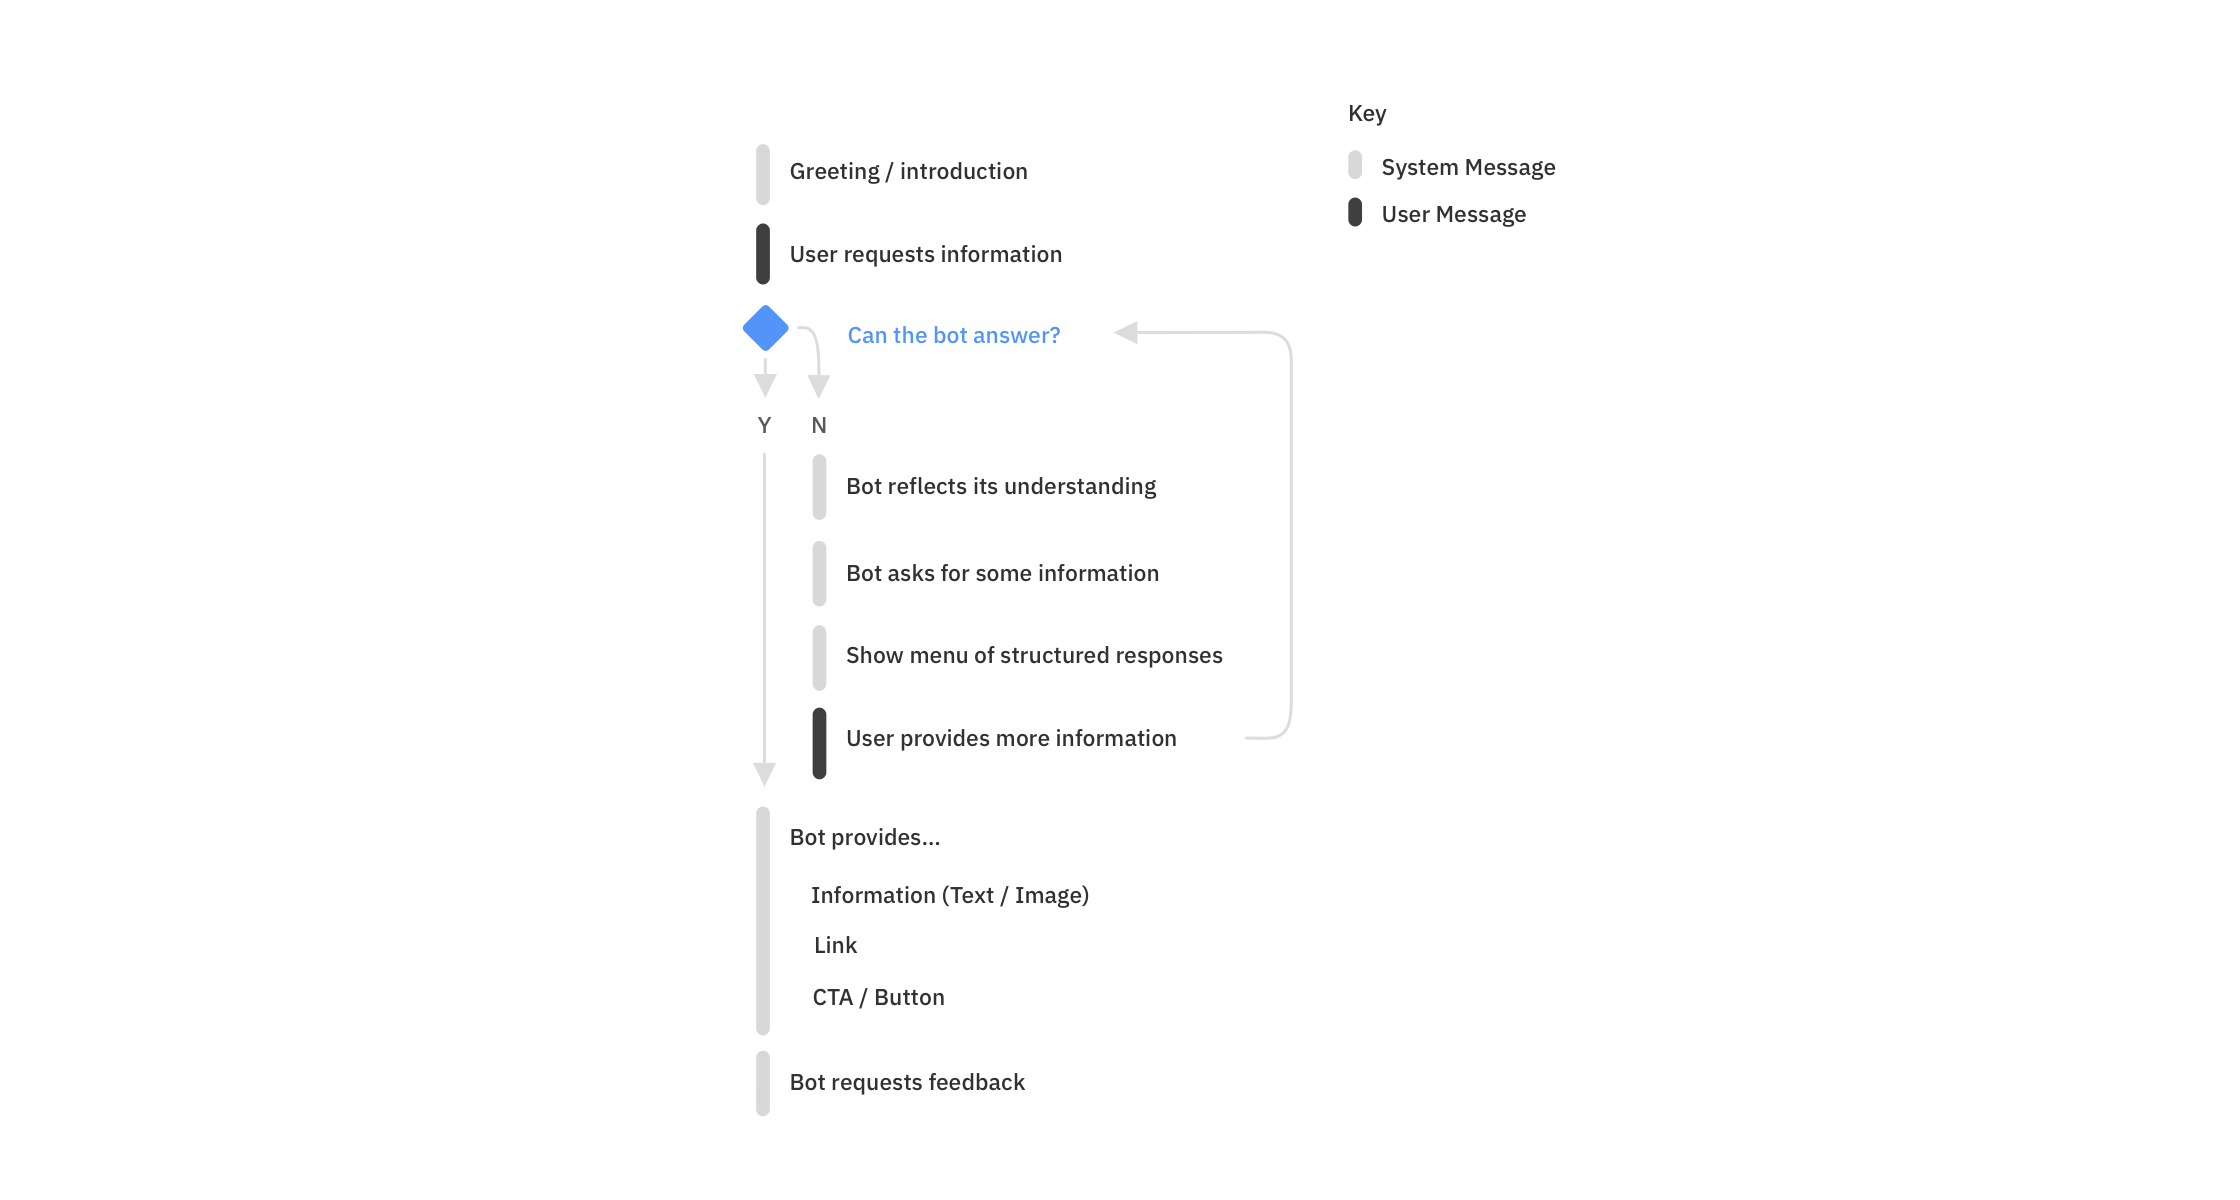 Key
System Message
User Message
Greeting / introduction
User requests information
Can the bot answer?
Y
N
Bot reflects its understanding
Bot asks for some information
Show menu of structured responses
User provides more information
Bot provides...
Information (Text / Image)
Link
CTA / Button
Bot requests feedback